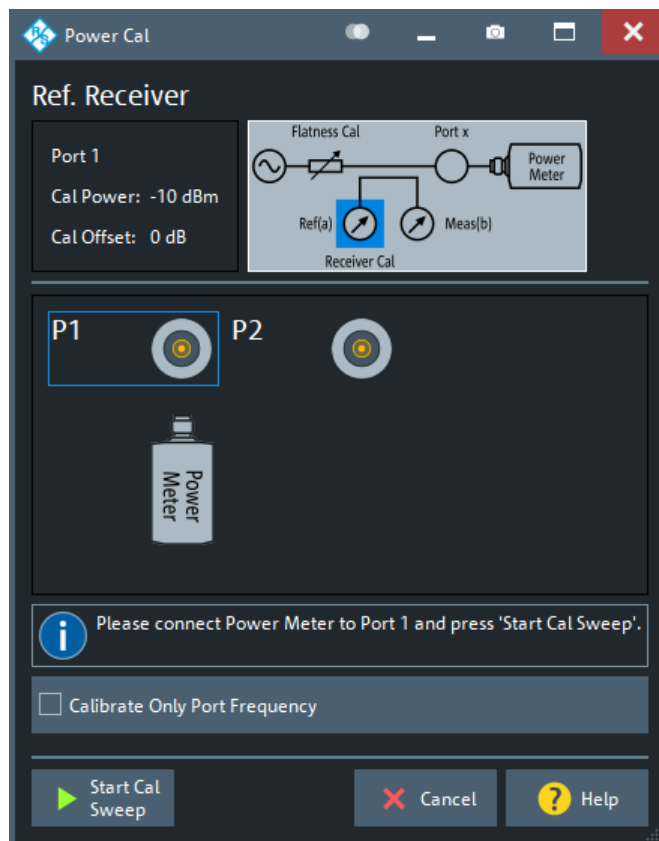 R/S Power Cal
Ref. Receiver
Port 1
Cal Power: -10 dBm
Cal Offset: 0 dB
Flatness Cal
Port x
Power
Meter
Ref(a)
Meas(b)
Receiver Cal
P1
P2
Power
Meter
i
Please connect Power Meter to Port 1 and press 'Start Cal Sweep'.
Calibrate Only Port Frequency
Start Cal
Sweep
Cancel
? Help